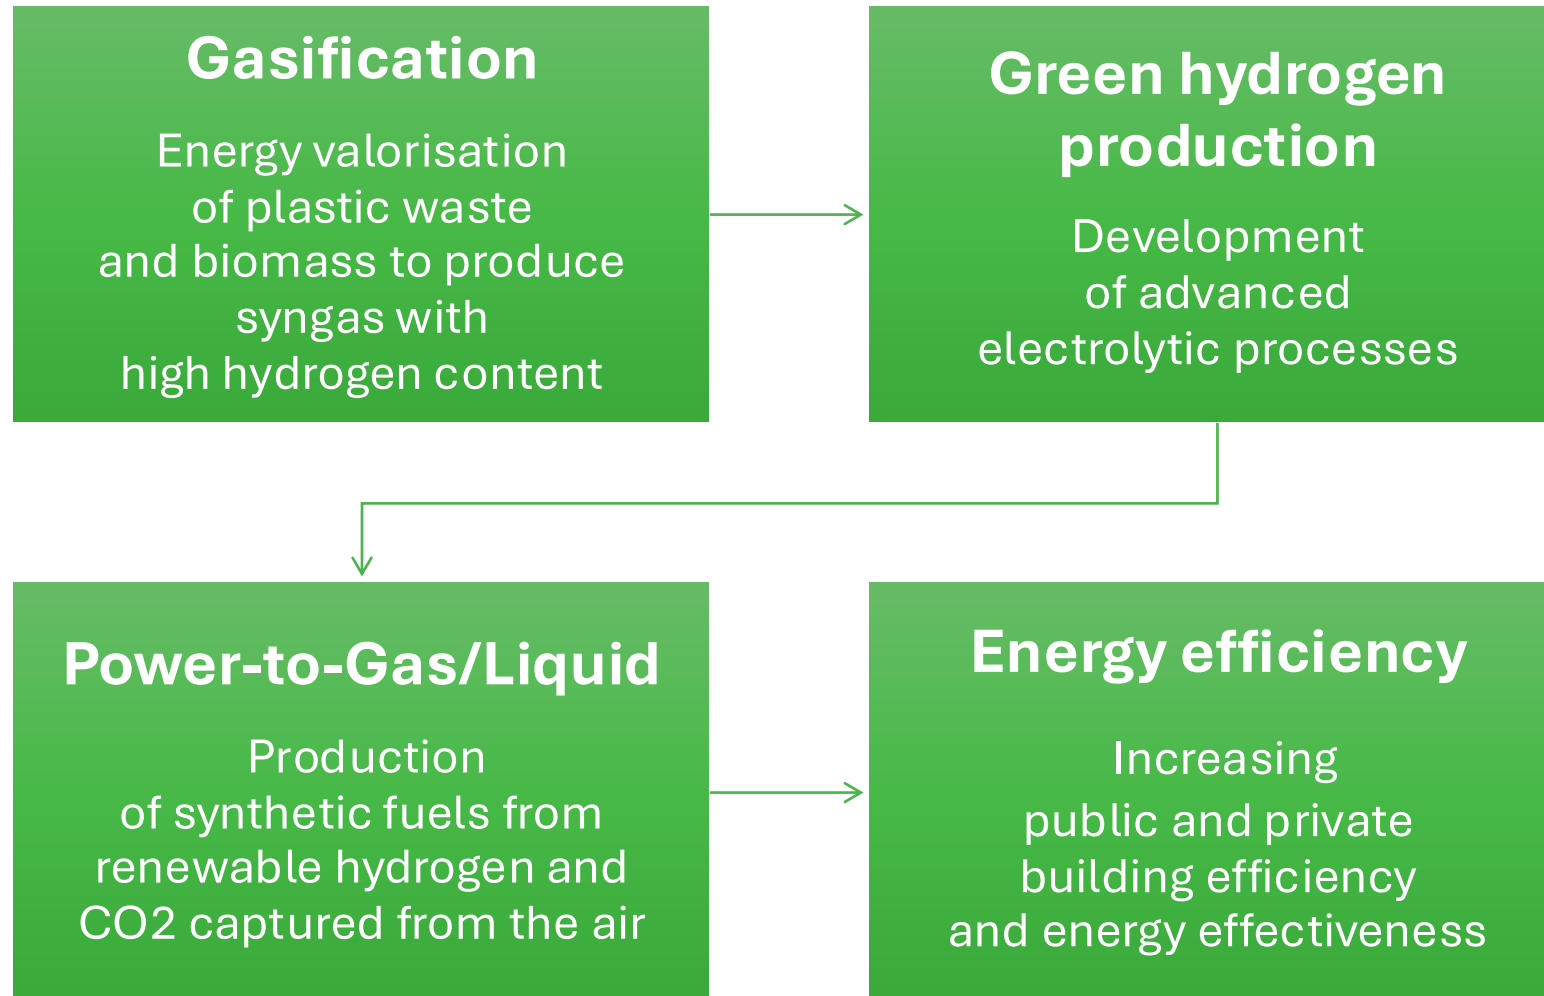 Gasification
Energy valorisation
of plastic waste
and biomass to produce
syngas with
high hydrogen content
Green hydrogen
production
Development
of advanced
electrolytic processes
Power-to-Gas/Liquid
Production
of synthetic fuels from
renewable hydrogen and
CO2 captured from the air
Energy efficiency
Increasing
public and private
building efficiency
and energy effectiveness